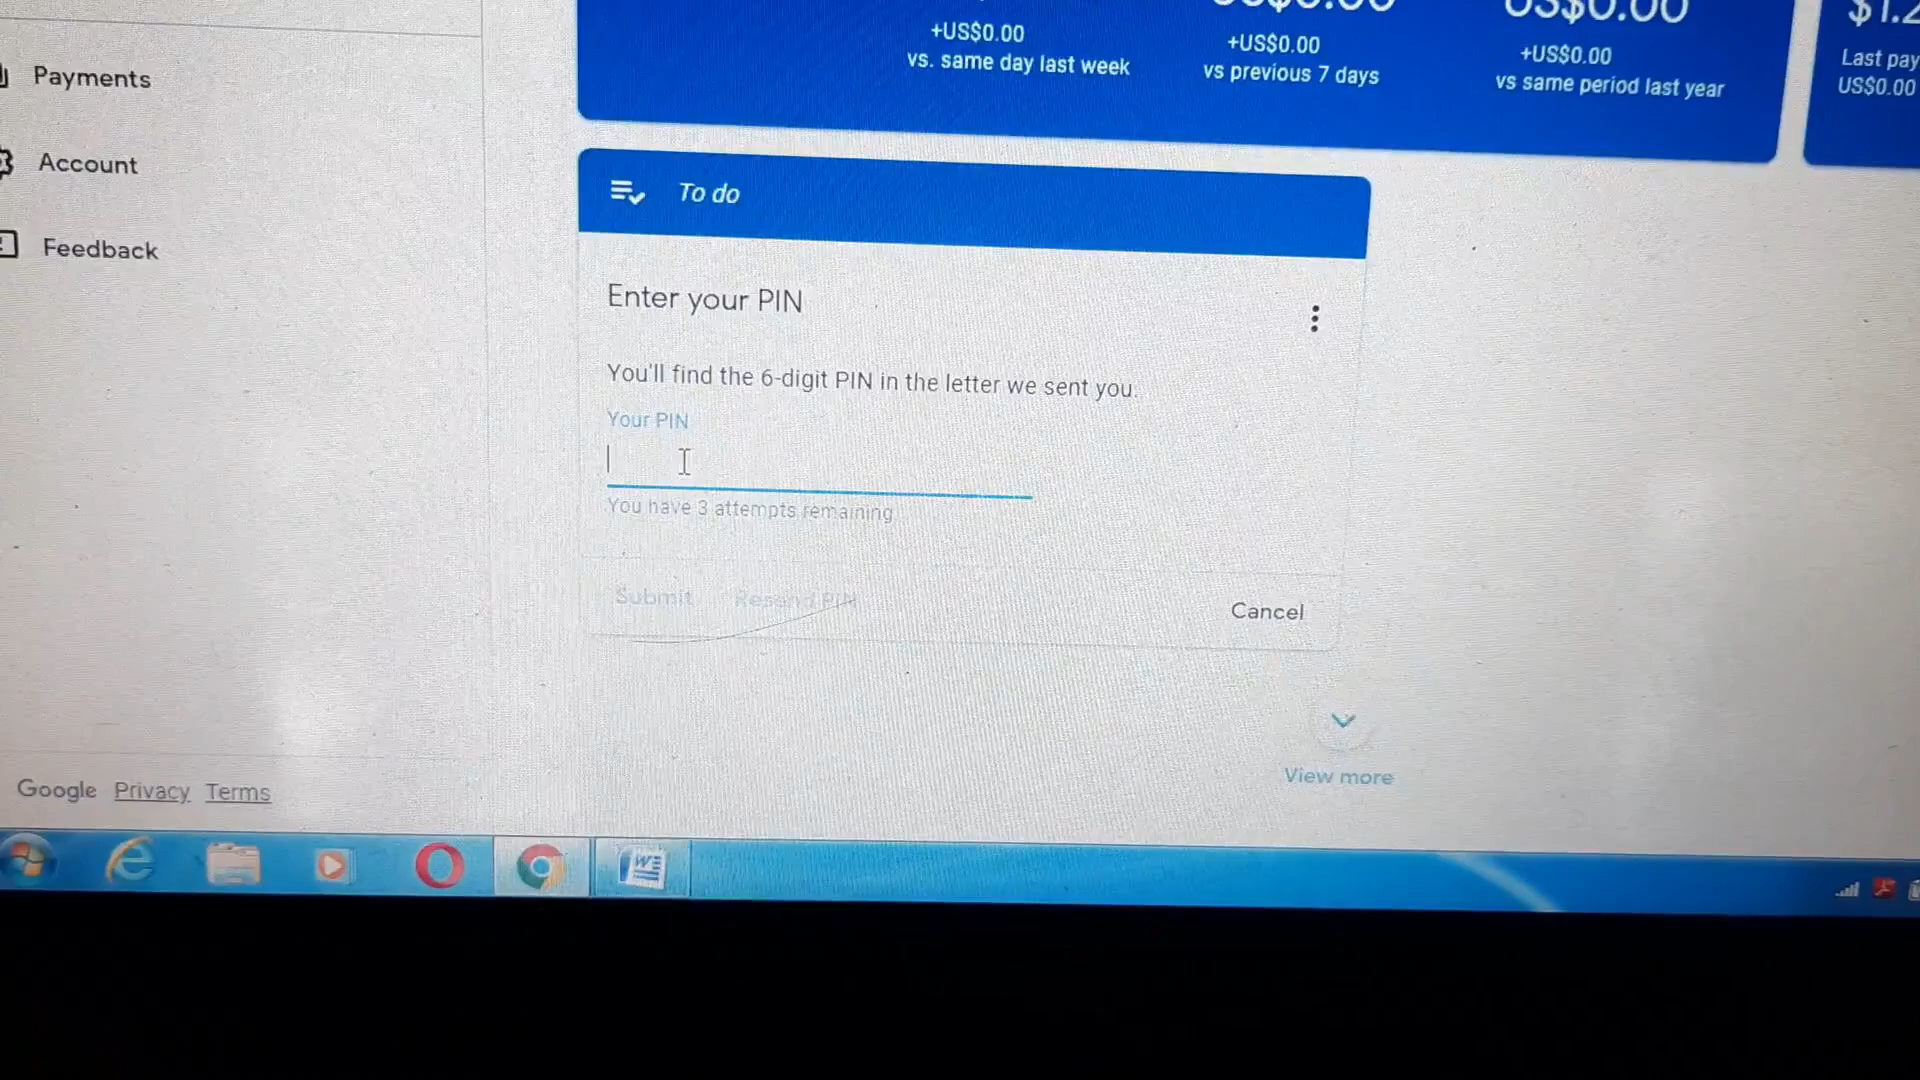 Payments
Account
Feedback
+US$0.00
vs. same day last week
+US$0.00
vs previous 7 days
US$0.00
+US$0.00
vs same period last year
Last pay
US$0.00
To do
Enter your PIN
You'll find the 6-digit PIN in the letter we sent you.
Your PIN
You have 3 attempts remaining
Submit Resend PIN
Cancel
View more
Google Privacy Terms